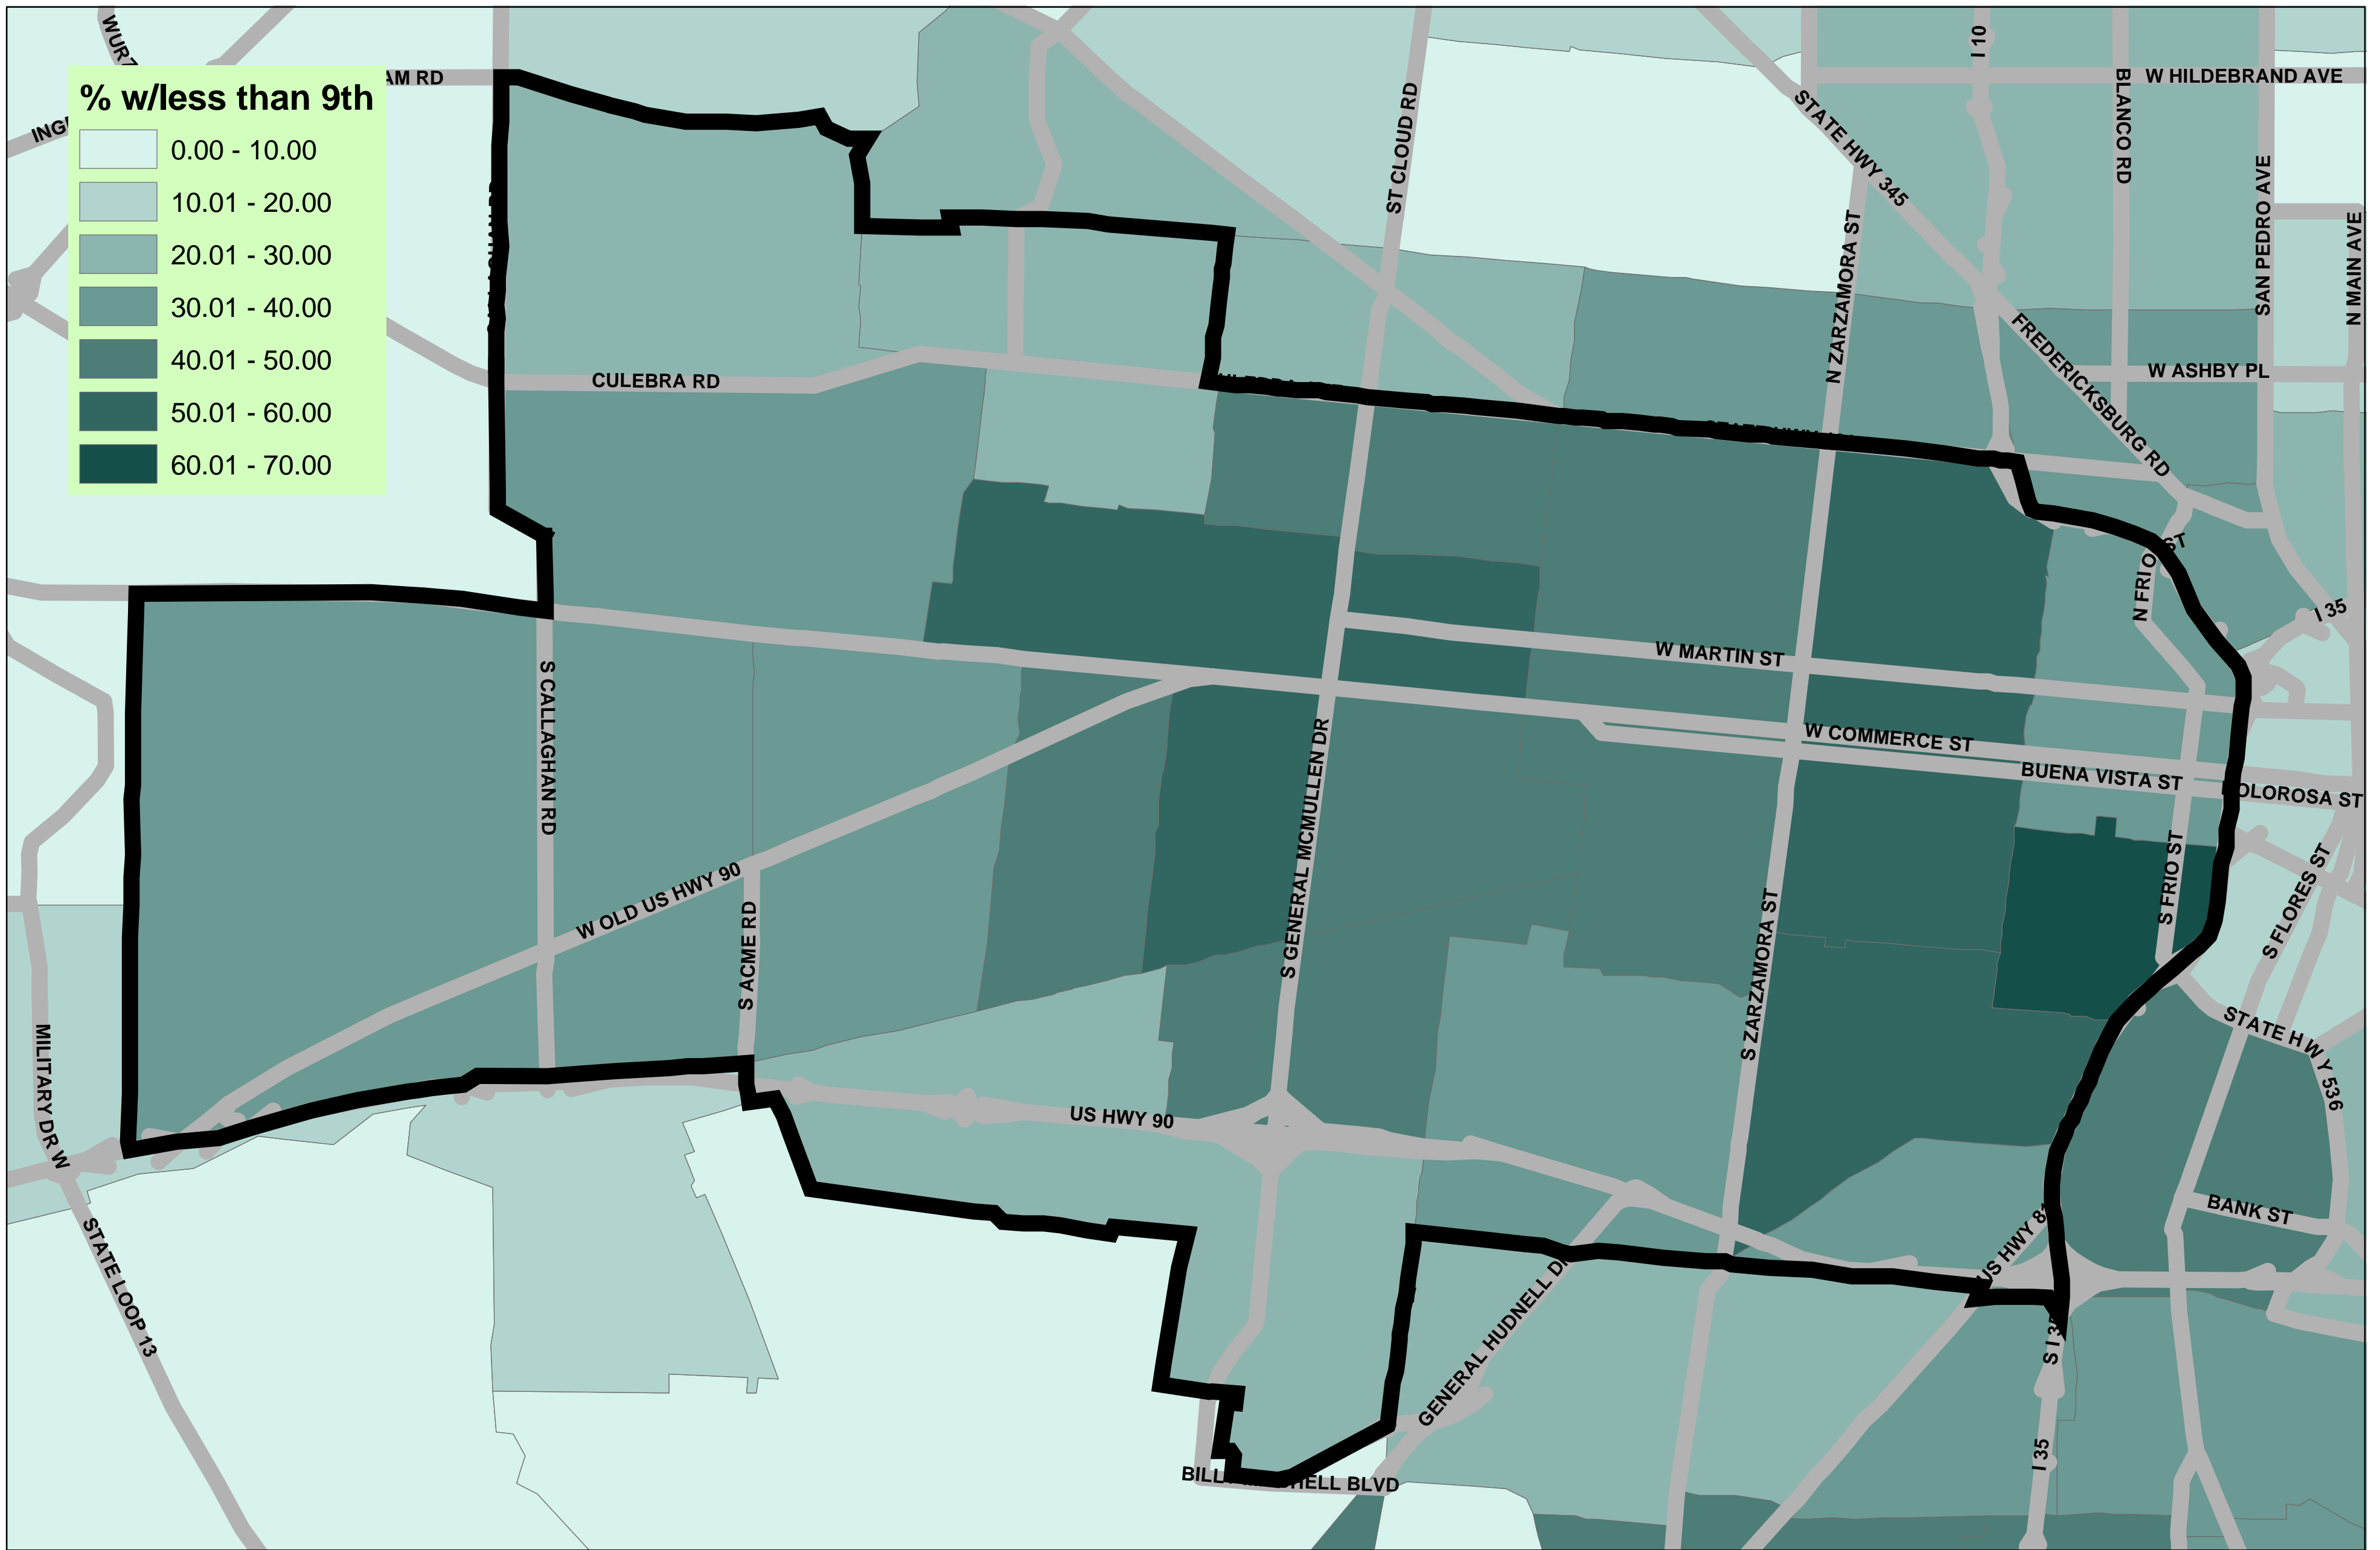 % w/less than 9th
0.00 - 10.00
10.01 - 20.00
20.01 - 30.00
30.01 - 40.00
40.01 - 50.00
50.01 - 60.00
60.01 - 70.00
CULEBRA RD
ST CLOUD RD
STATE HWY 345
I 10
BLANCO RD
W HILDEBRAND AVE
SAN PEDRO AVE
N MAIN AVE
N ZARZAMORA ST
FREDERICKSBURG RD
W ASHBY PL
N FRIO ST
I 35
S CALLAGHAN RD
W MARTIN ST
W COMMERCE ST
BUENA VISTA ST
DOLOROSA ST
S GENERAL MCMULLEN DR
W OLD US HWY 90
S ACME RD
S ZARZAMORA ST
S FRIO ST
S FLORES ST
STATE HWY 536
MILITARY DR W
US HWY 90
STATE LOOP 13
BANK ST
US HWY 81
GENERAL HUDNELL DR
S I 35
I 35
BLVD